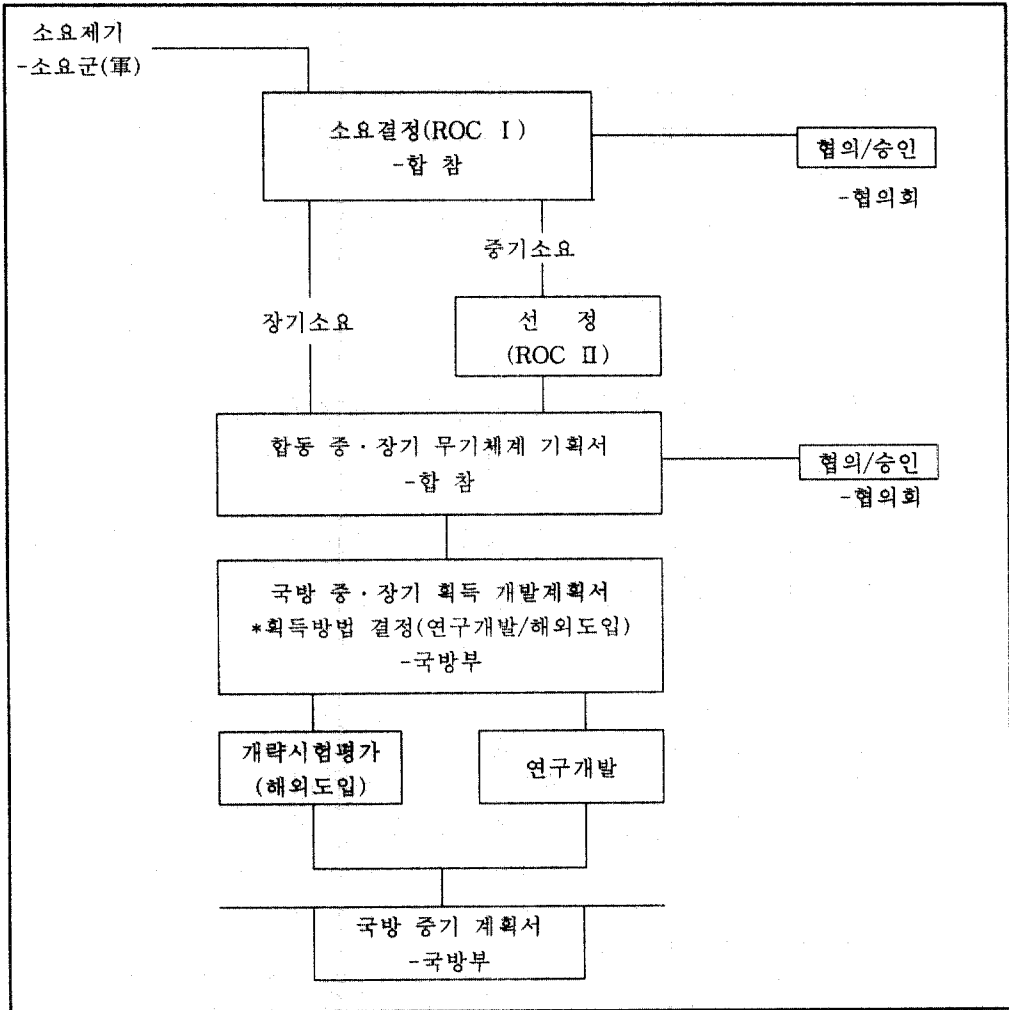 소요제기
-소요군(軍)
소요결정(ROC Ⅰ)
-합 참
협의/승인
-협의회
중기소요
장기소요
선 정
(ROC Ⅱ)
합동 중·장기 무기체계 기획서
-합 참
협의/승인
-협의회
국방 중·장기 획득 개발계획서
*획득방법 결정(연구개발/해외도입)
-국방부
개략시험평가
(해외도입)
연구개발
국방 중기 계획서
-국방부